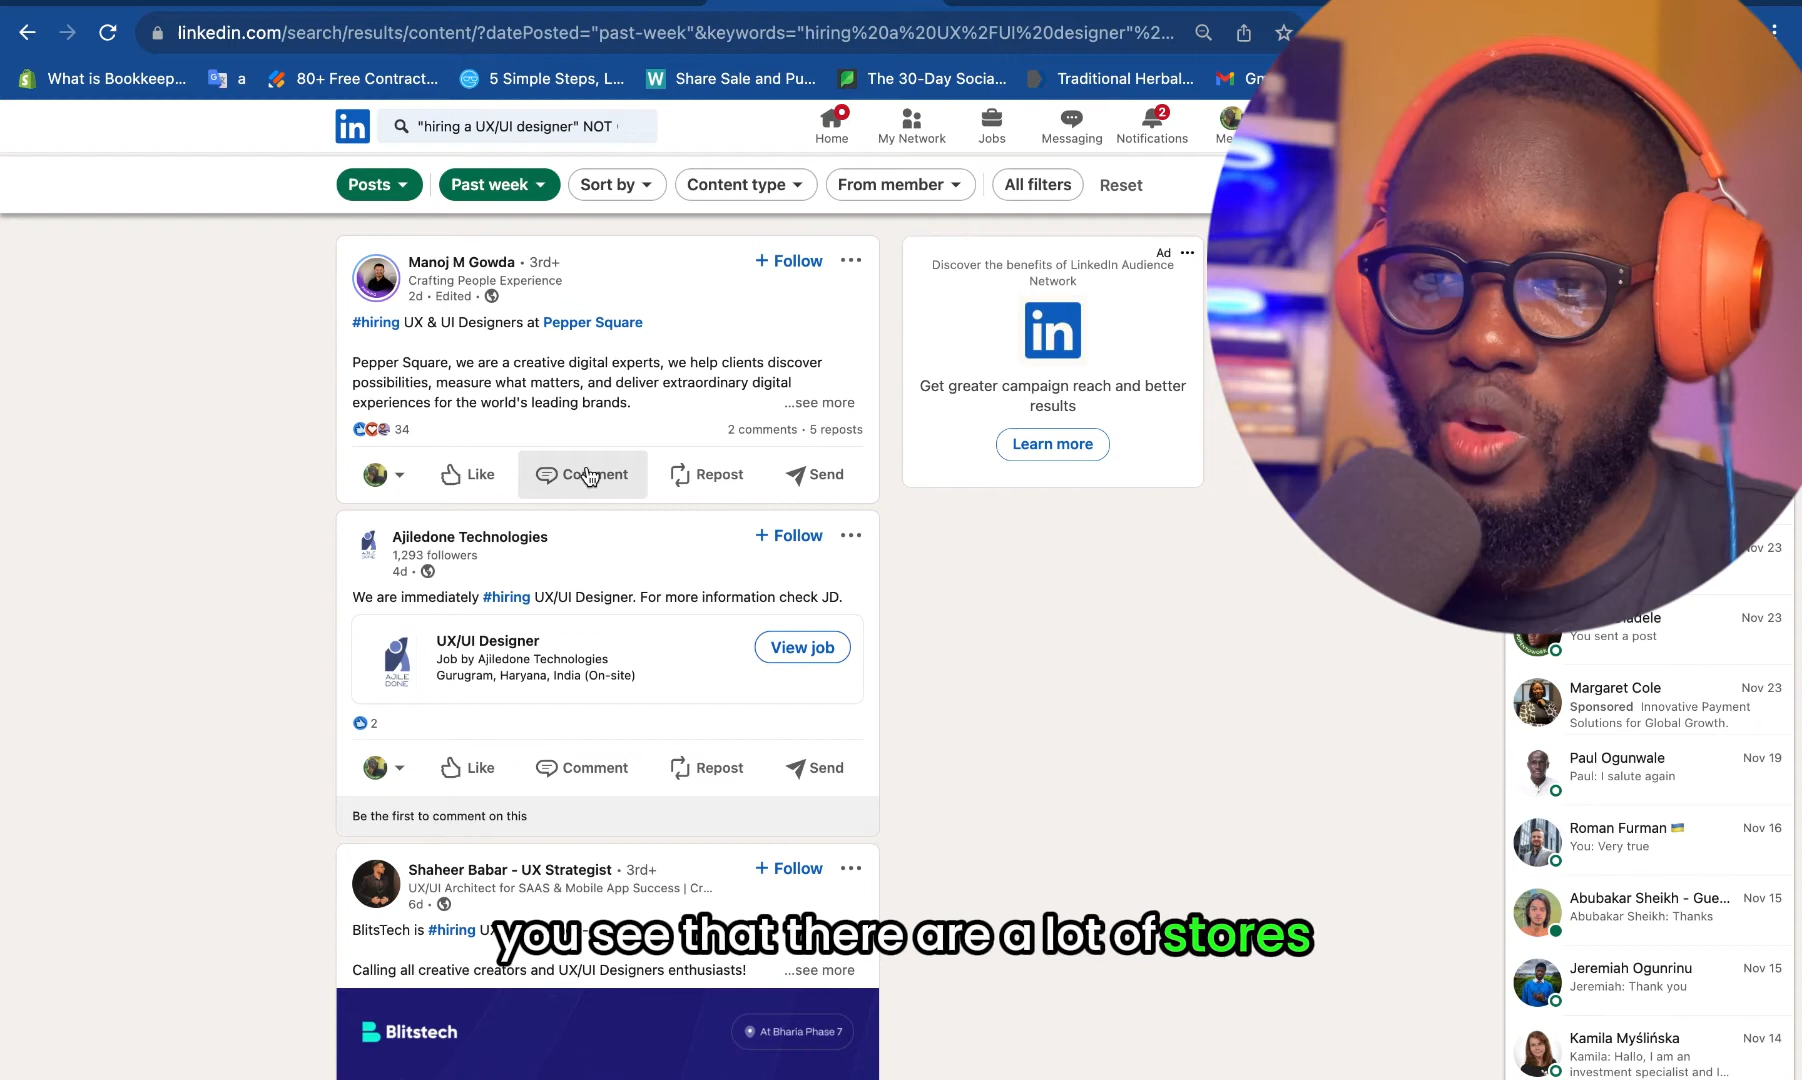 linkedin.com/search/results/content/?datePosted="past-week"&keywords="hiring%20a%20UX%2FUI%20designer"%2...
What is Bookkeep...
a
80+ Free Contract...
5 Simple Steps, L...
Share Sale and Pu...
The 30-Day Socia...
Traditional Herbal...
in
"hiring a UX/UI designer" NOT
Home
My Network
Jobs
Messaging
2
Notifications
Posts
Past week
Sort by
Content type
From member
All filters
Reset
Manoj M Gowda • 3rd+
+ Follow
Crafting People Experience
2d • Edited •
#hiring UX & UI Designers at Pepper Square
Pepper Square, we are a creative digital experts, we help clients discover
possibilities, measure what matters, and deliver extraordinary digital
experiences for the world's leading brands.
...see more
34
2 comments • 5 reposts
Like
Comment
Repost
Send
Ad
Discover the benefits of LinkedIn Audience
Network
in
Get greater campaign reach and better
results
Learn more
Ajiledone Technologies
+ Follow
1,293 followers
4d •
We are immediately #hiring UX/UI Designer. For more information check JD.
AJILE
DONE
UX/UI Designer
Job by Ajiledone Technologies
Gurugram, Haryana, India (On-site)
View job
2
Like
Comment
Repost
Send
Be the first to comment on this
Shaheer Babar - UX Strategist • 3rd+
+ Follow
UX/UI Architect for SAAS & Mobile App Success | Cr...
6d •
BlitsTech is #hiring
Calling all creative creators and UX/UI Designers enthusiasts!
...see more
Blitstech
At Bharia Phase 7
you see that there are a lot of stores
Nov 23
You sent a post
Margaret Cole
Nov 23
Sponsored Innovative Payment
Solutions for Global Growth.
Paul Ogunwale
Nov 19
Paul: I salute again
Roman Furman
Nov 16
You: Very true
Abubakar Sheikh - Gue...
Nov 15
Abubakar Sheikh: Thanks
Jeremiah Ogunrinu
Nov 15
Jeremiah: Thank you
Kamila Myślińska
Nov 14
Kamila: Hallo, I am an
investment specialist and I...